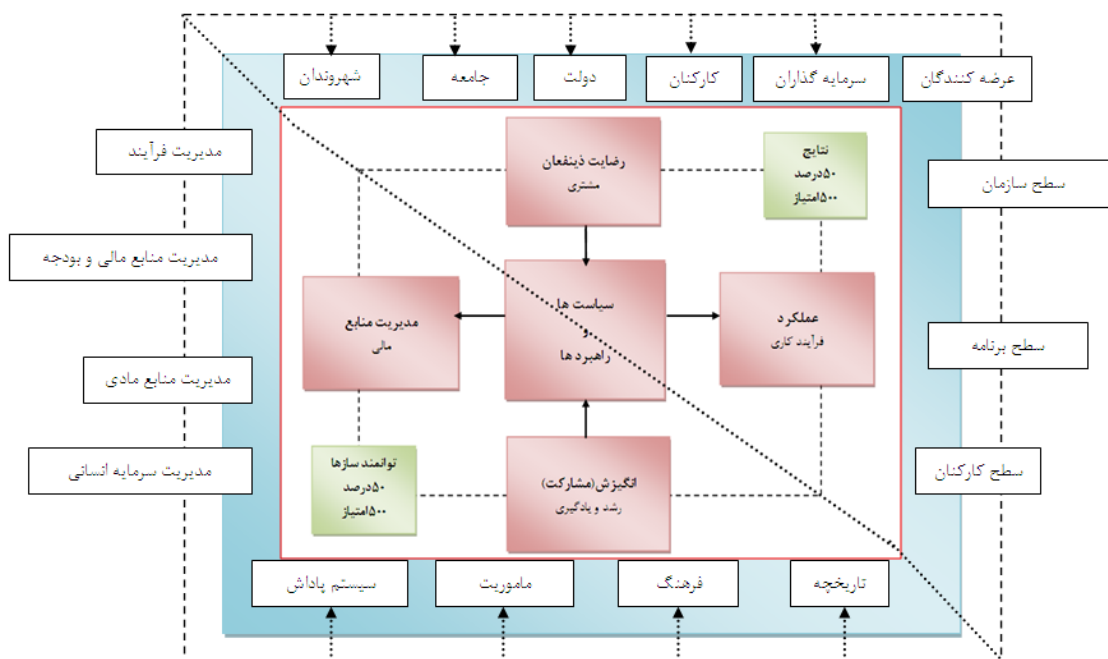 عرضه کنندگان
سرمایه گذاران
کارکنان
دولت
جامعه
شهروندان
مدیریت فرآیند
مدیریت منابع مالی و بودجه
مدیریت منابع مادی
مدیریت سرمایه انسانی
سطح سازمان
سطح برنامه
سطح کارکنان
رضایت ذینفعان
مشتری
نتایج
۵۰درصد
۵۰۰امتیاز
مدیریت منابع
مالی
سیاست ها
و
راهبردها
عملکرد
فرآیند کاری
توانمند سازها
۵۰درصد
۵۰۰امتیاز
انگیزش(مشارکت)
رشد و یادگیری
تاریخچه
فرهنگ
ماموریت
سیستم پاداش